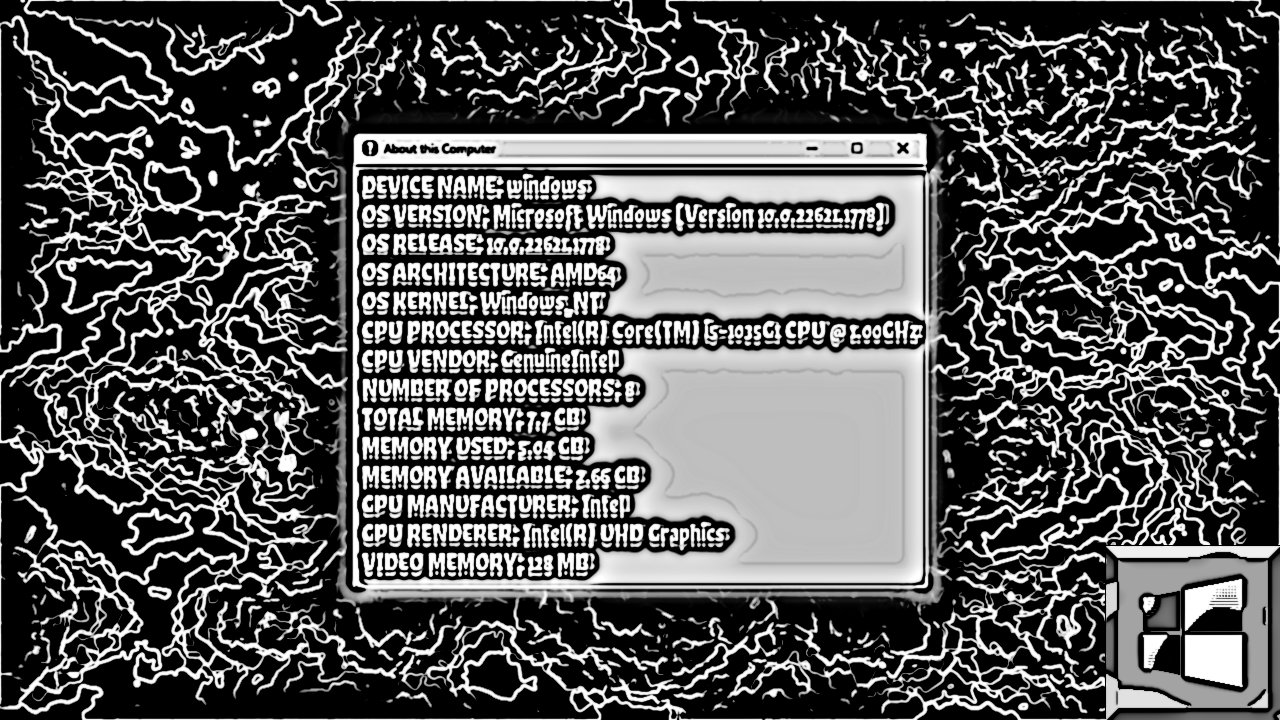 About this Computer
DEVICE NAME: windows
OS VERSION: Microsoft Windows [Version 10.0.22621.1778]
OS RELEASE: 10.0.22621.1778
OS ARCHITECTURE: AMD64
OS KERNEL: Windows NT
CPU PROCESSOR: Intel(R) Core(TM) i5-1035G1 CPU @ 1.00GHz
CPU VENDOR: GenuineIntel
NUMBER OF PROCESSORS: 8
TOTAL MEMORY: 7.7 GB
MEMORY USED: 5.04 GB
MEMORY AVAILABLE: 2.66 GB
CPU MANUFACTURER: Intel
CPU RENDERER: Intel(R) UHD Graphics
VIDEO MEMORY: 128 MB